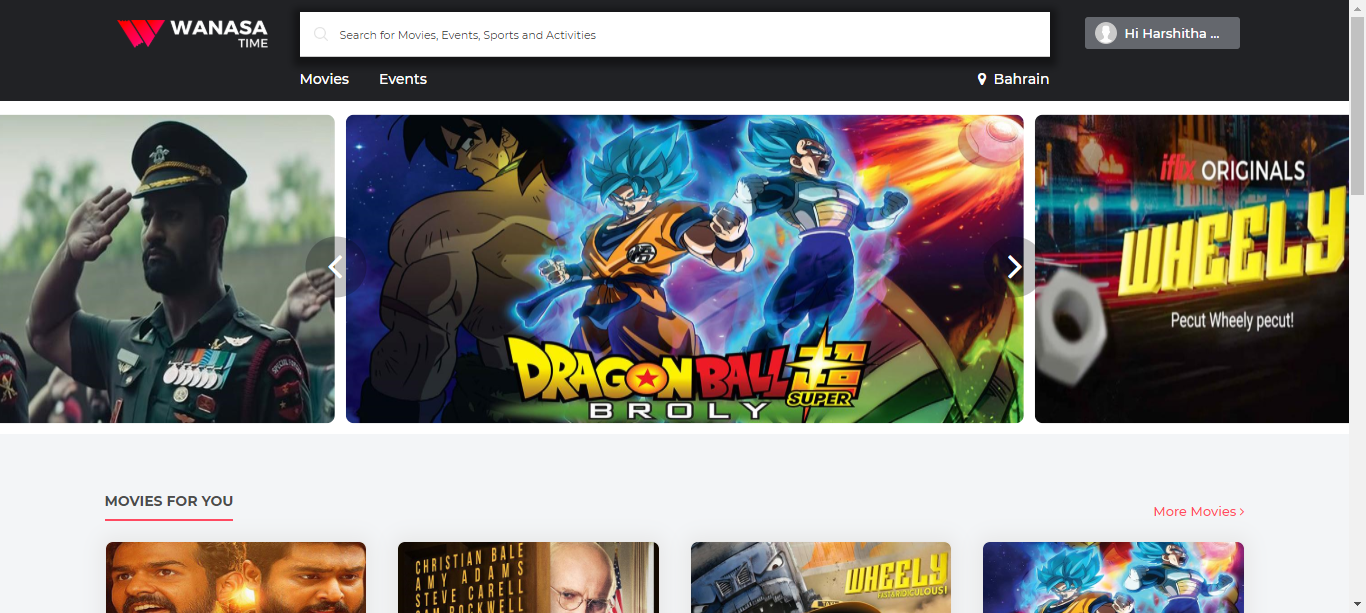 WANASA
TIME
Search for Movies, Events, Sports and Activities
Hi Harshitha ...
Movies
Events
Bahrain
iflix ORIGINALS
WHEELY
Pecut Wheely pecut!
DRAGON BALL 超
SUPER
BROLY
MOVIES FOR YOU
More Movies >
CHRISTIAN BALE
AMY ADAMS
STEVE CARELL
SAM ROCKWELL
WHEELY
FAST & RIDICULOUS!